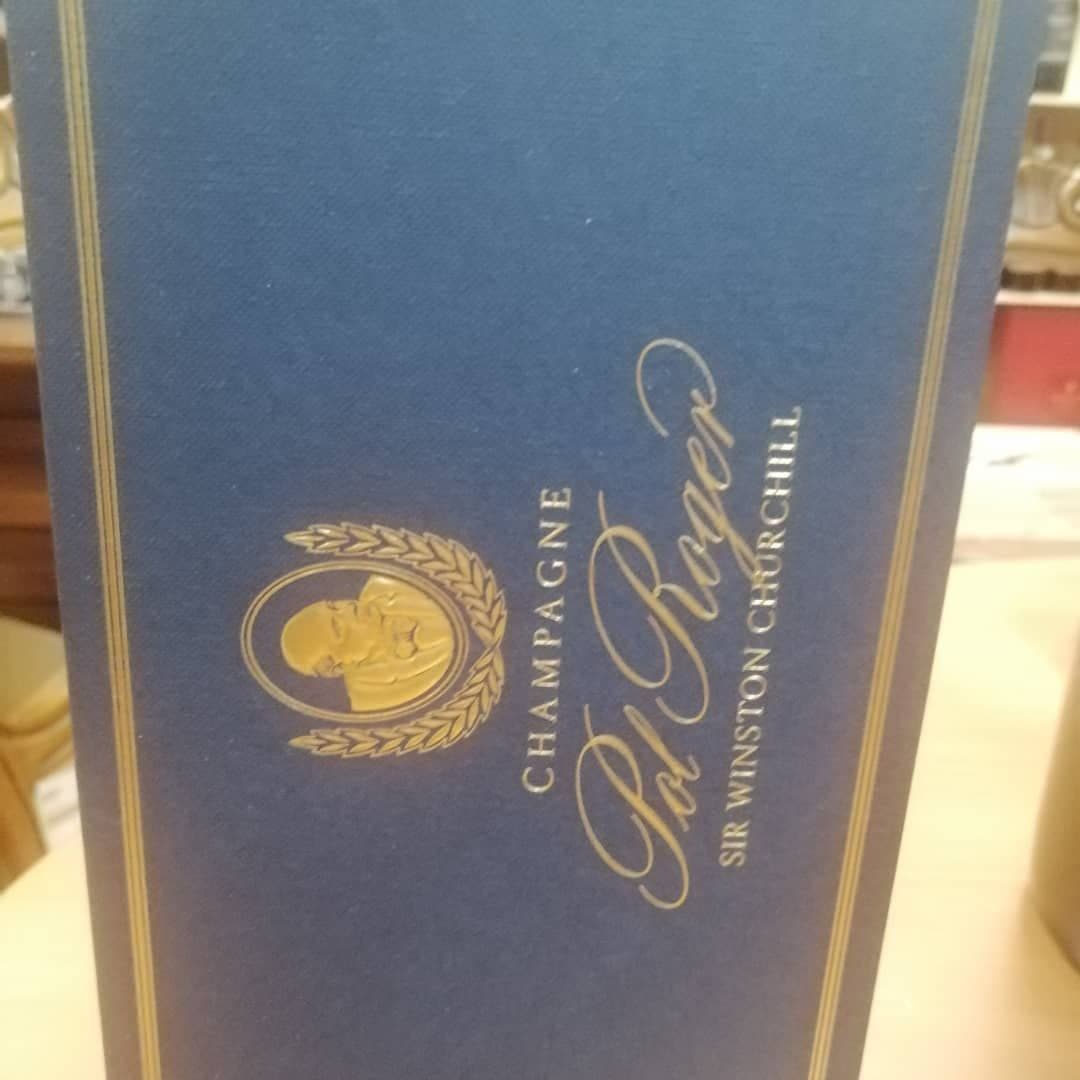 CHAMPAGNE
Pol Roger
SIR WINSTON CHURCHILL